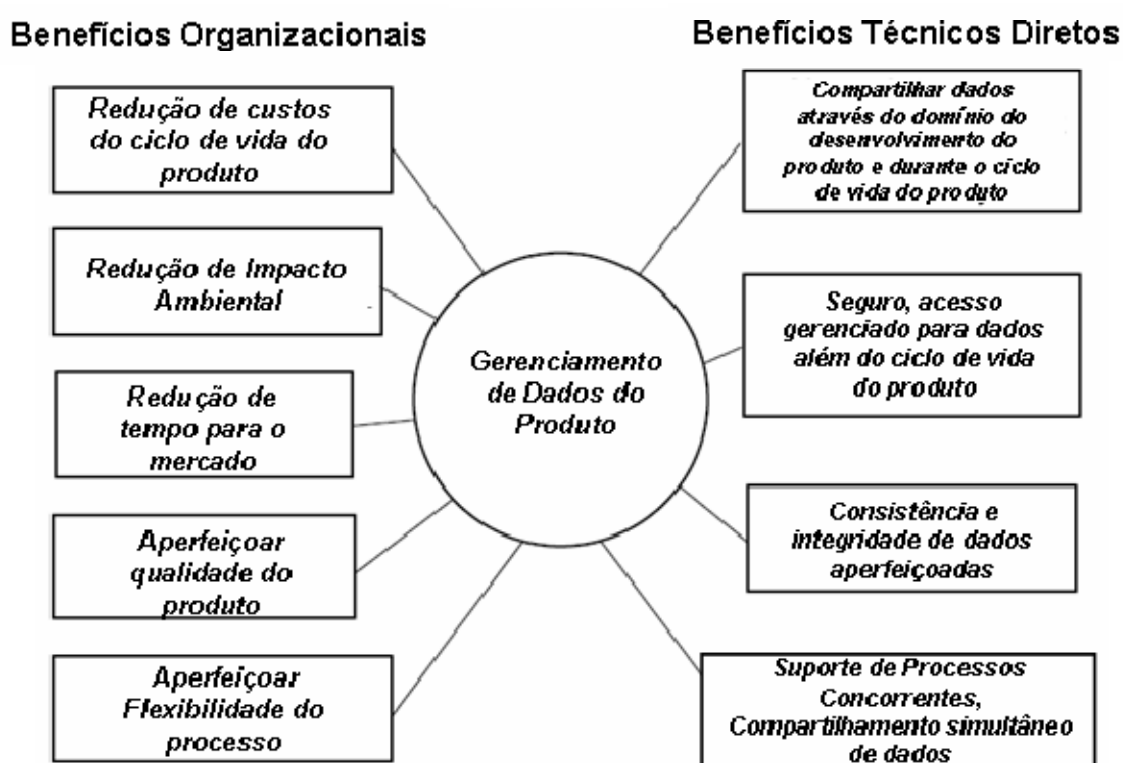 Benefícios Organizacionais
Redução de custos
do ciclo de vida do
produto
Redução de Impacto
Ambiental
Redução de
tempo para o
mercado
Aperfeiçoar
qualidade do
produto
Aperfeiçoar
Flexibilidade do
processo
Gerenciamento
de Dados do
Produto
Benefícios Técnicos Diretos
Compartilhar dados
através do domínio do
desenvolvimento do
produto e durante o ciclo
de vida do produto
Seguro, acesso
gerenciado para dados
além do ciclo de vida
do produto
Consistência e
integridade de dados
aperfeiçoadas
Suporte de Processos
Concorrentes,
Compartilhamento simultâneo
de dados